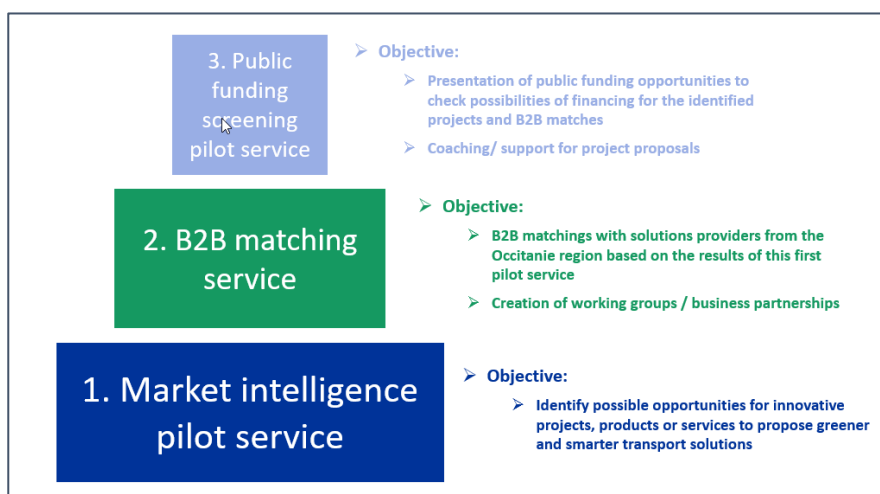 3. Public
funding
screening
pilot service
➢ Objective:
➢ Presentation of public funding opportunities to
check possibilities of financing for the identified
projects and B2B matches
➢ Coaching/ support for project proposals
2. B2B matching
service
➢ Objective:
➢ B2B matchings with solutions providers from the
Occitanie region based on the results of this first
pilot service
➢ Creation of working groups / business partnerships
1. Market intelligence
pilot service
➢ Objective:
➢ Identify possible opportunities for innovative
projects, products or services to propose greener
and smarter transport solutions